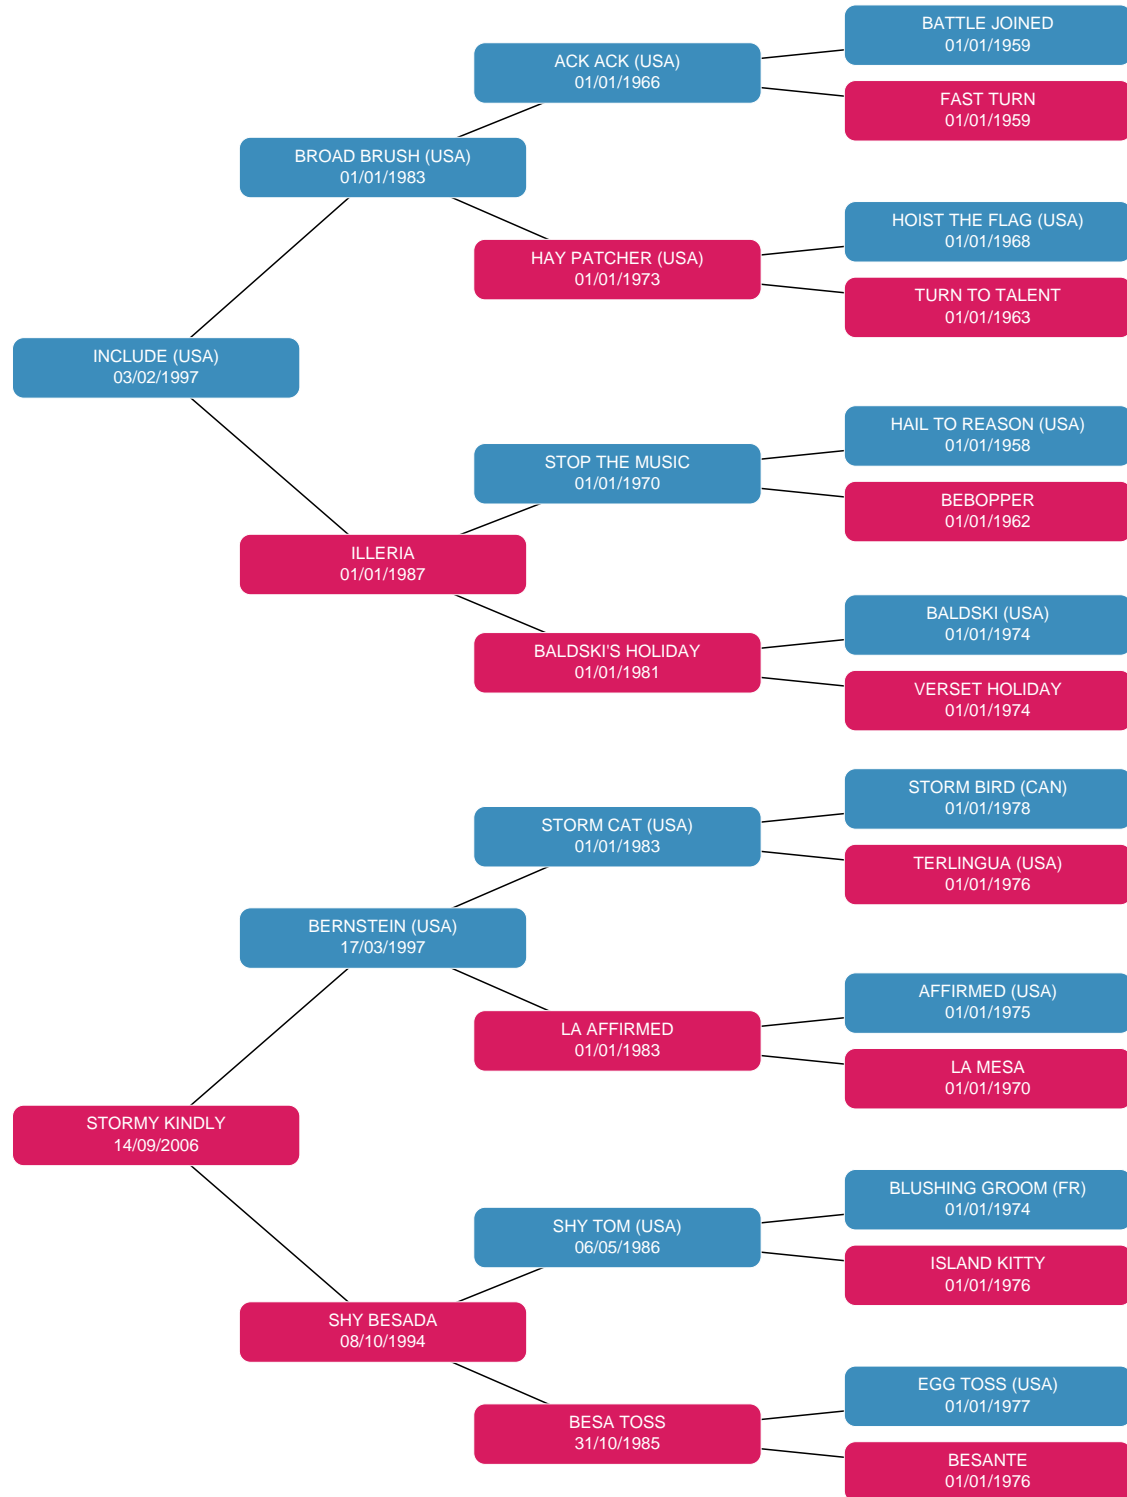 BATTLE JOINED
01/01/1959
ACK ACK (USA)
01/01/1966
FAST TURN
01/01/1959
BROAD BRUSH (USA)
01/01/1983
HOIST THE FLAG (USA)
01/01/1968
HAY PATCHER (USA)
01/01/1973
TURN TO TALENT
01/01/1963
INCLUDE (USA)
03/02/1997
HAIL TO REASON (USA)
01/01/1958
STOP THE MUSIC
01/01/1970
BEBOPPER
01/01/1962
ILLERIA
01/01/1987
BALDSKI (USA)
01/01/1974
BALDSKI'S HOLIDAY
01/01/1981
VERSET HOLIDAY
01/01/1974
STORM BIRD (CAN)
01/01/1978
STORM CAT (USA)
01/01/1983
TERLINGUA (USA)
01/01/1976
BERNSTEIN (USA)
17/03/1997
AFFIRMED (USA)
01/01/1975
LA AFFIRMED
01/01/1983
LA MESA
01/01/1970
STORMY KINDLY
14/09/2006
BLUSHING GROOM (FR)
01/01/1974
SHY TOM (USA)
06/05/1986
ISLAND KITTY
01/01/1976
SHY BESADA
08/10/1994
EGG TOSS (USA)
01/01/1977
BESA TOSS
31/10/1985
BESANTE
01/01/1976